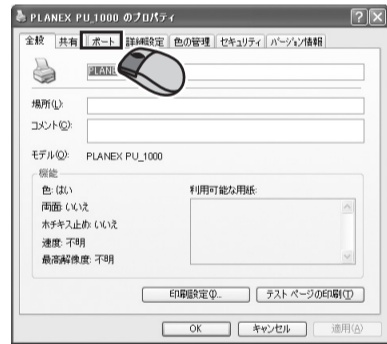 PLANEX PU_1000 のプロパティ
全般 共有 ポート 詳細設定 色の管理 セキュリティ バージョン情報
場所(L):
コメント(C):
モデル(O): PLANEX PU_1000
機能
色: はい
両面: いいえ
ホチキス止め: いいえ
速度: 不明
最高解像度: 不明
利用可能な用紙:
印刷設定(I)... テスト ページの印刷(T)
OK キャンセル 適用(A)